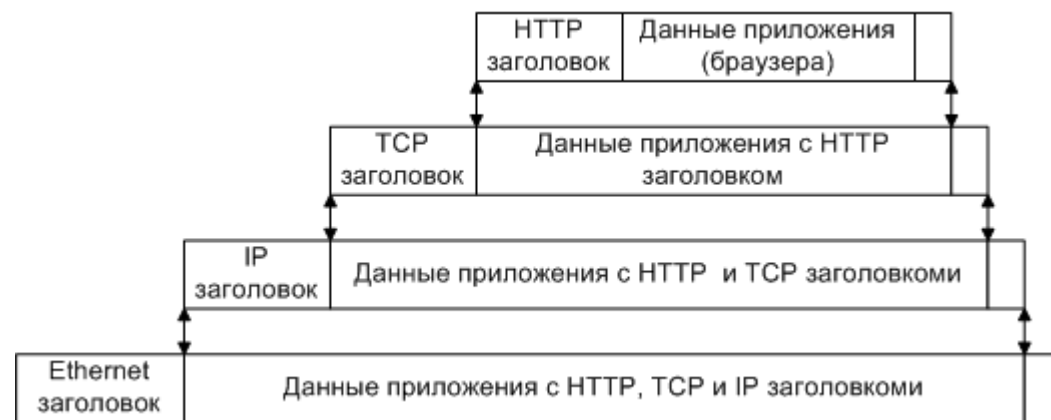 HTTP
заголовок
Данные приложения
(браузера)
TCP
заголовок
Данные приложения с HTTP
заголовком
IP
заголовок
Данные приложения с HTTP и TCP заголовкоми
Ethernet
заголовок
Данные приложения с HTTP, TCP и IP заголовкоми